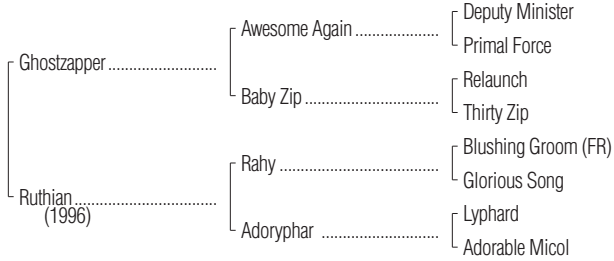 Deputy Minister
Awesome Again ....................
Primal Force
Ghostzapper ..........................
Relaunch
Baby Zip ................................
Thirty Zip
Blushing Groom (FR)
Rahy ......................................
Glorious Song
Ruthian ..................................
(1996)
Lyphard
Adoryphar ............................
Adorable Micol